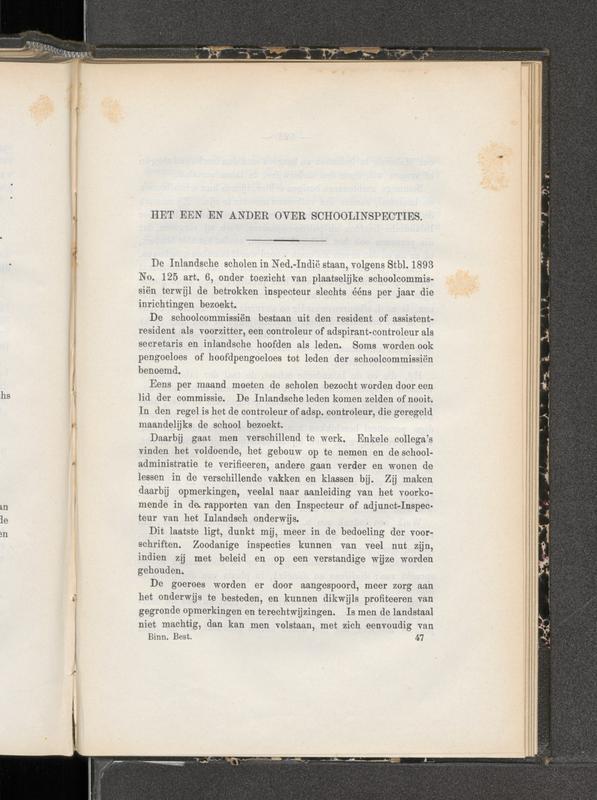 HET EEN EN ANDER OVER SCHOOLINSPECTIES.
De Inlandsche scholen in Ned.-Indië staan, volgens Stbl. 1893
No. 125 art. 6, onder toezicht van plaatselijke schoolcommis-
siën terwijl de betrokken inspecteur slechts ééns per jaar die
inrichtingen bezoekt.
De schoolcommissiën bestaan uit den resident of assistent-
resident als voorzitter, een controleur of adspirant-controleur als
secretaris en inlandsche hoofden als leden. Soms worden ook
pengoeloes of hoofdpengoeloes tot leden der schoolcommissiën
benoemd.
Eens per maand moeten de scholen bezocht worden door een
lid der commissie. De Inlandsche leden komen zelden of nooit.
In den regel is het de controleur of adsp. controleur, die geregeld
maandelijks de school bezoekt.
Daarbij gaat men verschillend te werk. Enkele collega's
vinden het voldoende, het gebouw op te nemen en de school-
administratie te verifieeren, andere gaan verder en wonen de
lessen in de verschillende vakken en klassen bij. Zij maken
daarbij opmerkingen, veelal naar aanleiding van het voorko-
mende in de rapporten van den Inspecteur of adjunct-Inspec-
teur van het Inlandsch onderwijs.
Dit laatste ligt, dunkt mij, meer in de bedoeling der voor-
schriften. Zoodanige inspecties kunnen van veel nut zijn,
indien zij met beleid en op een verstandige wijze worden
gehouden.
De goeroes worden er door aangespoord, meer zorg aan
het onderwijs te besteden, en kunnen dikwijls profiteeren van
gegronde opmerkingen en terechtwijzingen. Is men de landstaal
niet machtig, dan kan men volstaan, met zich eenvoudig van
Binn. Best. 47
hs
an
de
en